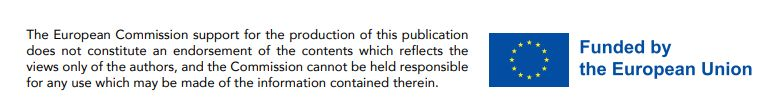 The European Commission support for the production of this publication
does not constitute an endorsement of the contents which reflects the
views only of the authors, and the Commission cannot be held responsible
for any use which may be made of the information contained therein.
Funded by
the European Union